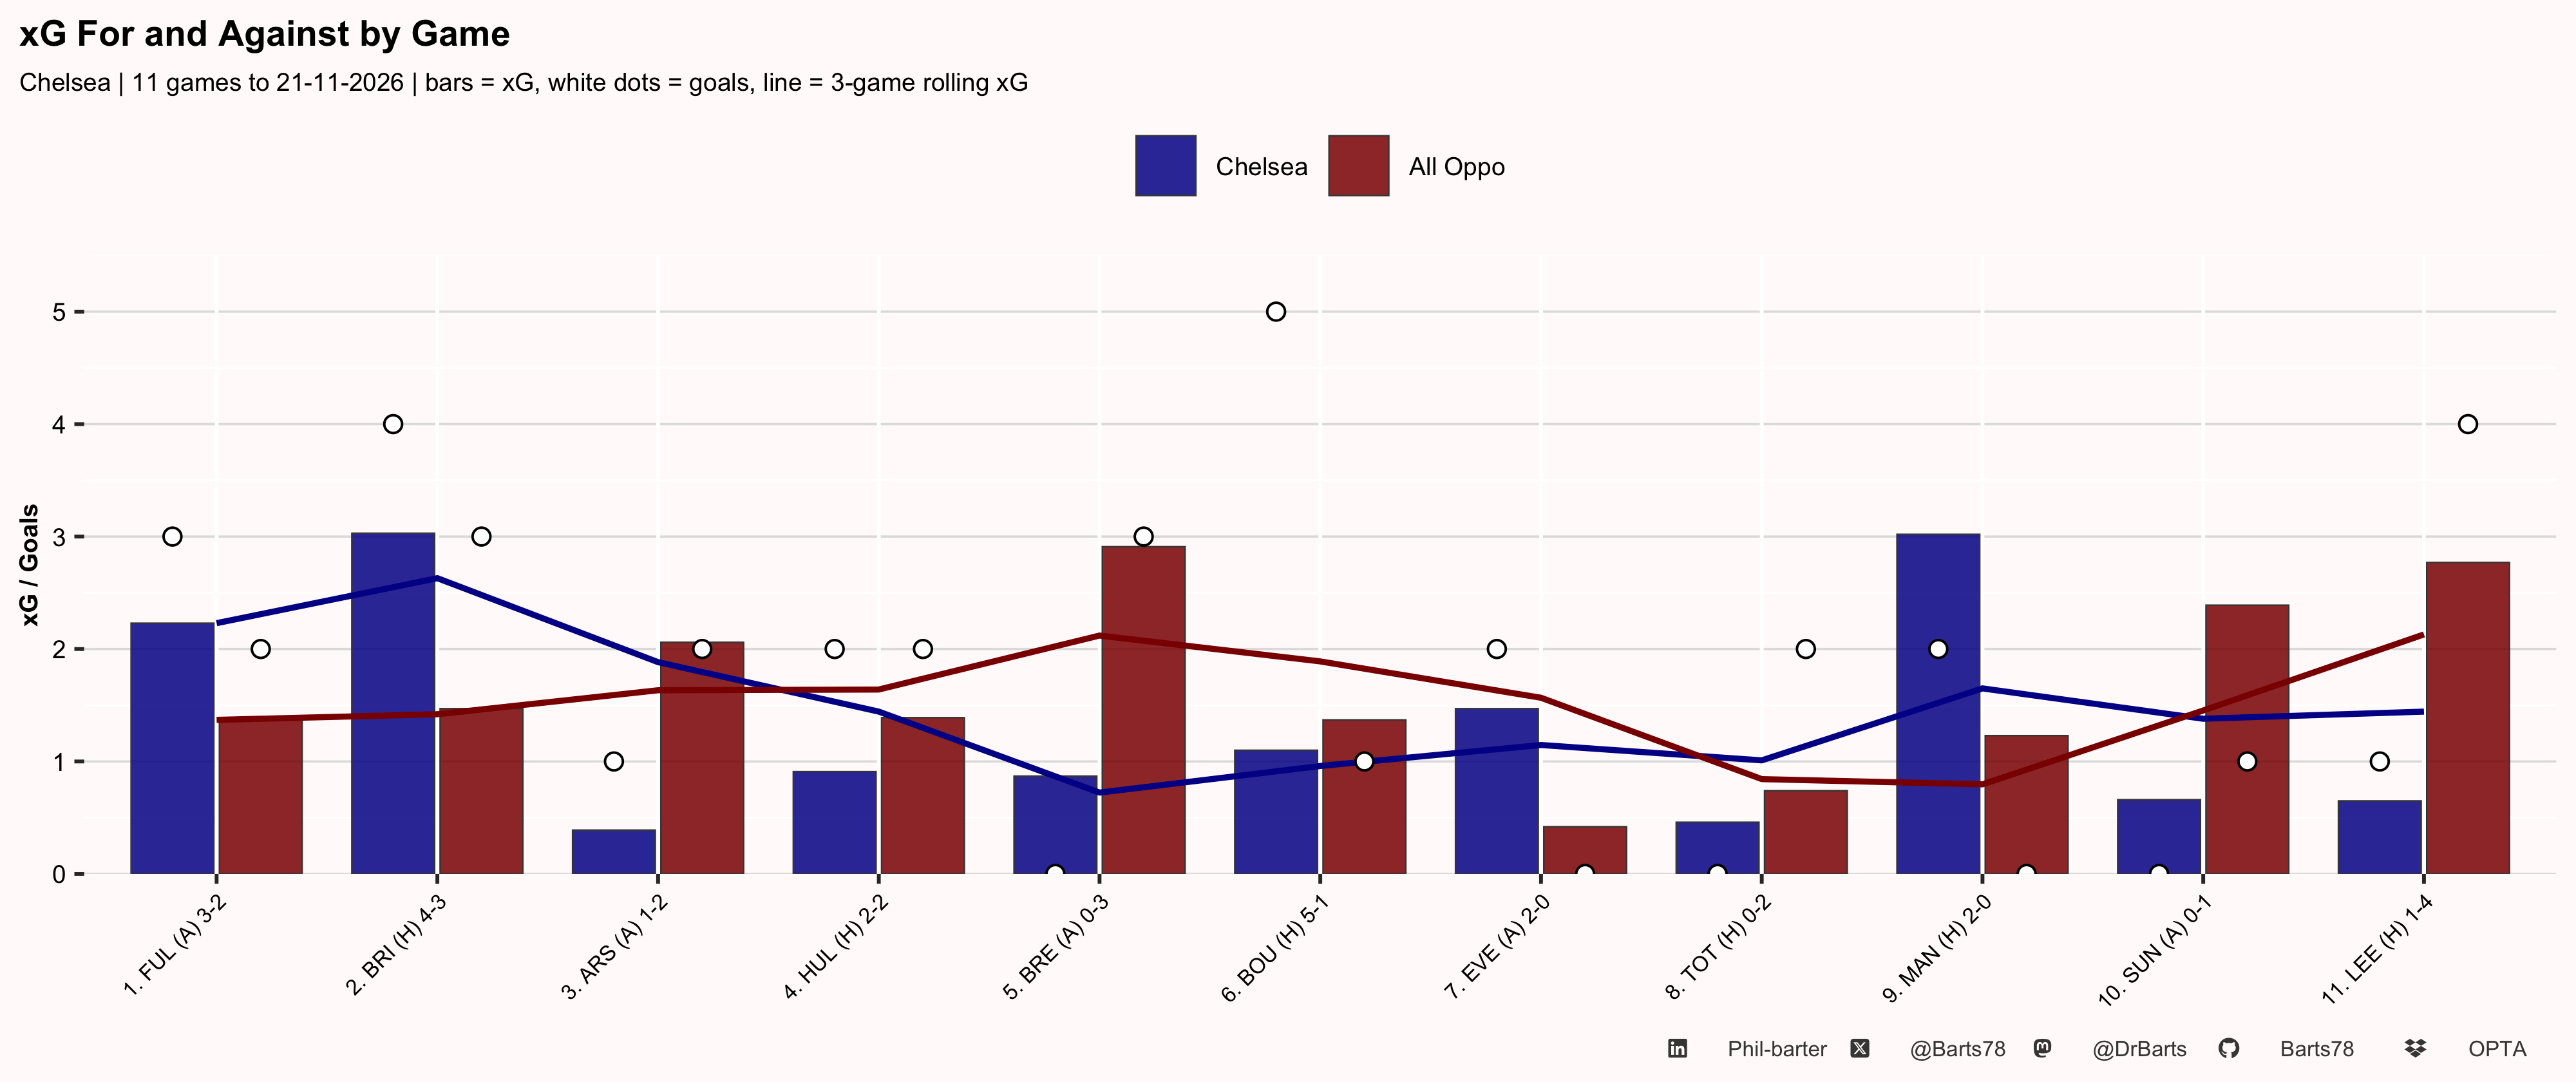 xG For and Against by Game
Chelsea | 11 games to 21-11-2026 | bars = xG, white dots = goals, line = 3-game rolling xG
Chelsea
All Oppo
xG / Goals
5
4
3
2
1
0
1. FUL (A) 3-2
2. BRI (H) 4-3
3. ARS (A) 1-2
4. HUL (H) 2-2
5. BRE (A) 0-3
6. BOU (H) 5-1
7. EVE (A) 2-0
8. TOT (H) 0-2
9. MAN (H) 2-0
10. SUN (A) 0-1
11. LEE (H) 1-4
Phil-barter @Barts78 @DrBarts Barts78 OPTA